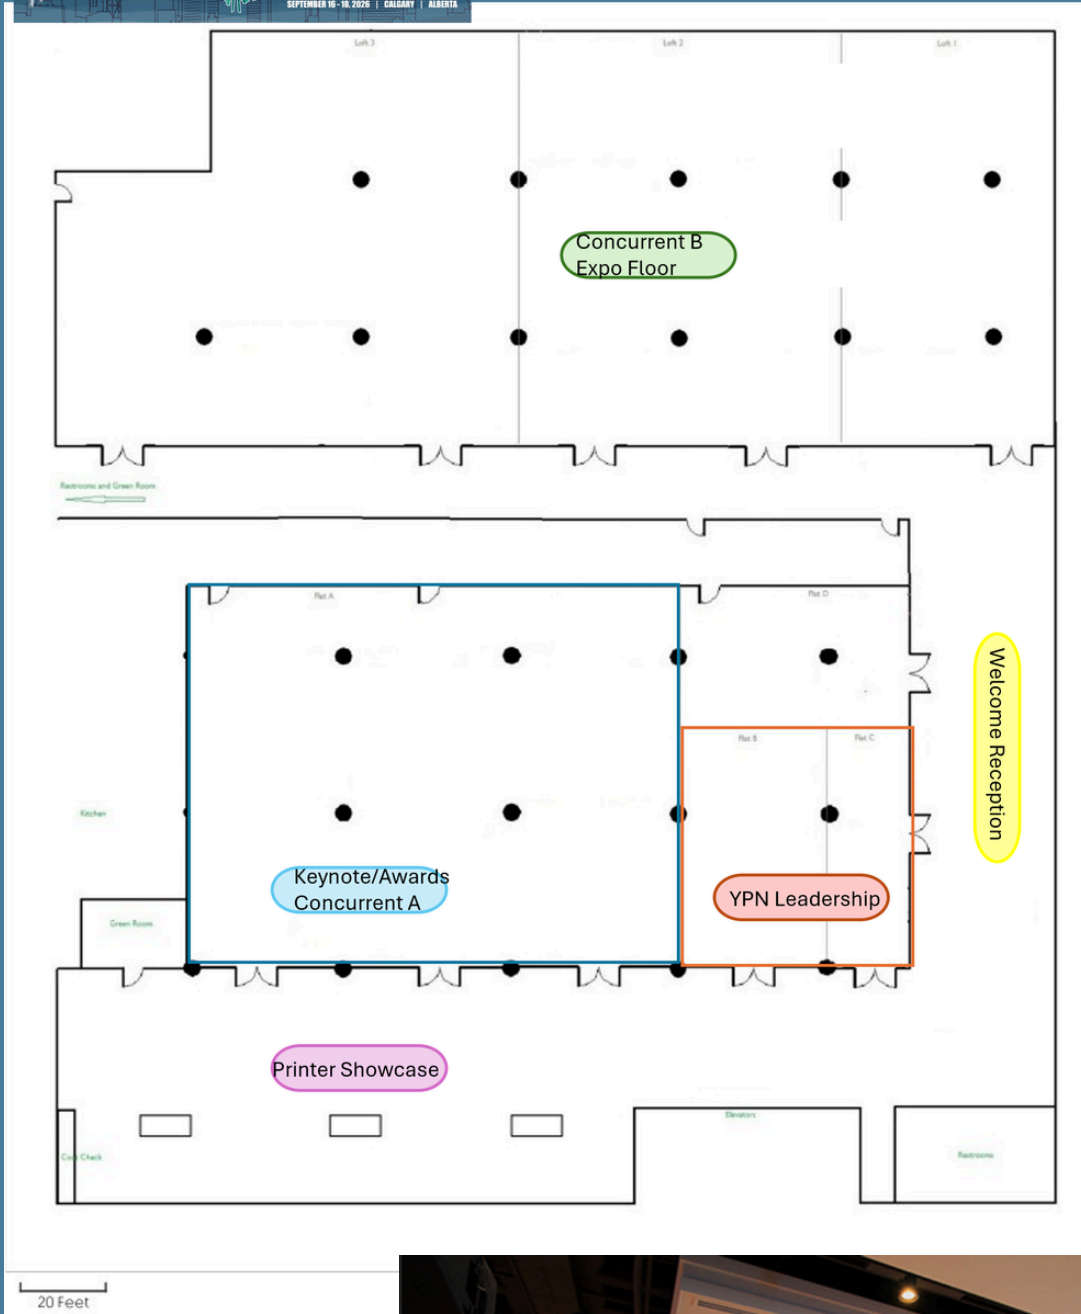 SEPTEMBER 16 - 18, 2026 | CALGARY | ALBERTA
Loft 3
Loft 2
Loft 1
Concurrent B
Expo Floor
Restrooms and Green Room
Flat A
Flat D
Flat B
Flat C
Welcome Reception
Kitchen
Keynote/Awards
Concurrent A
YPN Leadership
Green Room
Printer Showcase
Elevators
Coat Check
Restrooms
20 Feet